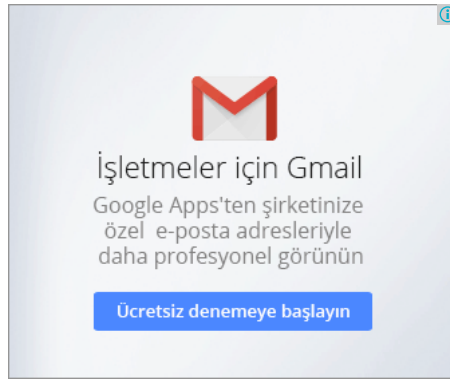 İşletmeler için Gmail
Google Apps'ten şirketinize
özel e-posta adresleriyle
daha profesyonel görünün
Ücretsiz denemeye başlayın